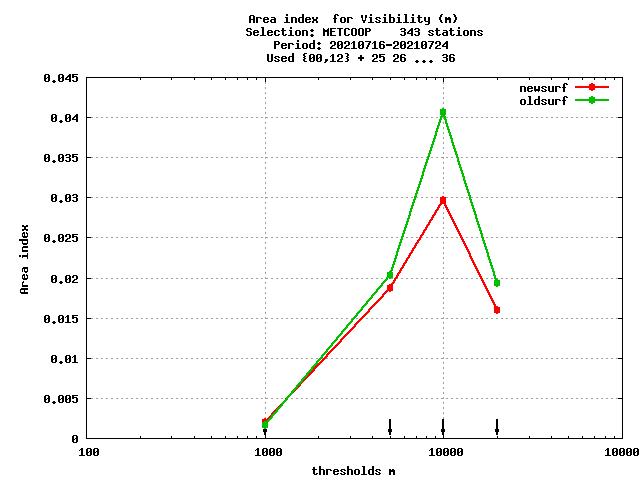 Area index  for Visibility (m)
Selection: METCOOP    343 stations
Period: 20210716-20210724
Used {00,12} + 25 26 ... 36
newsurf
oldsurf
0.045
0.04
0.035
0.03
0.025
0.02
0.015
0.01
0.005
0
Area index
100
1000
10000
10000
thresholds m